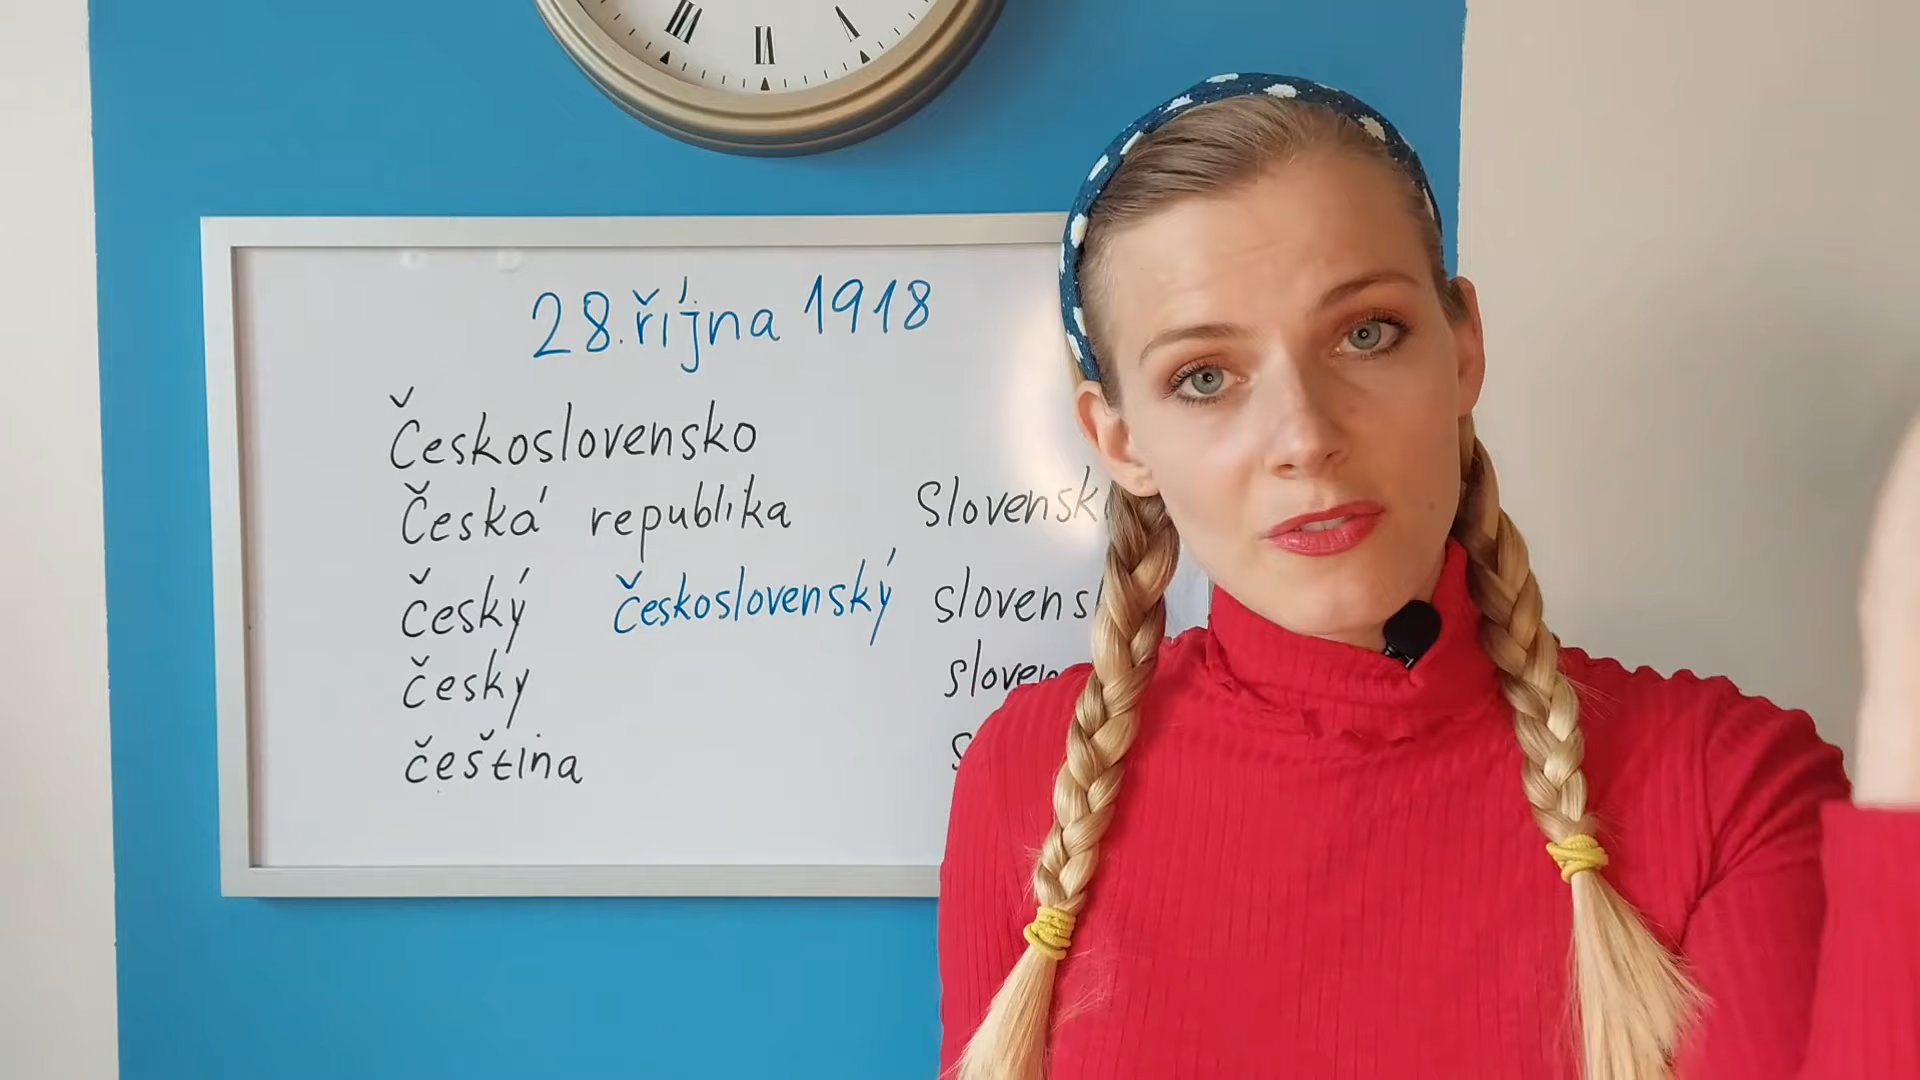 28. října 1918
Československo
Česká republika
český československý
česky
čeština